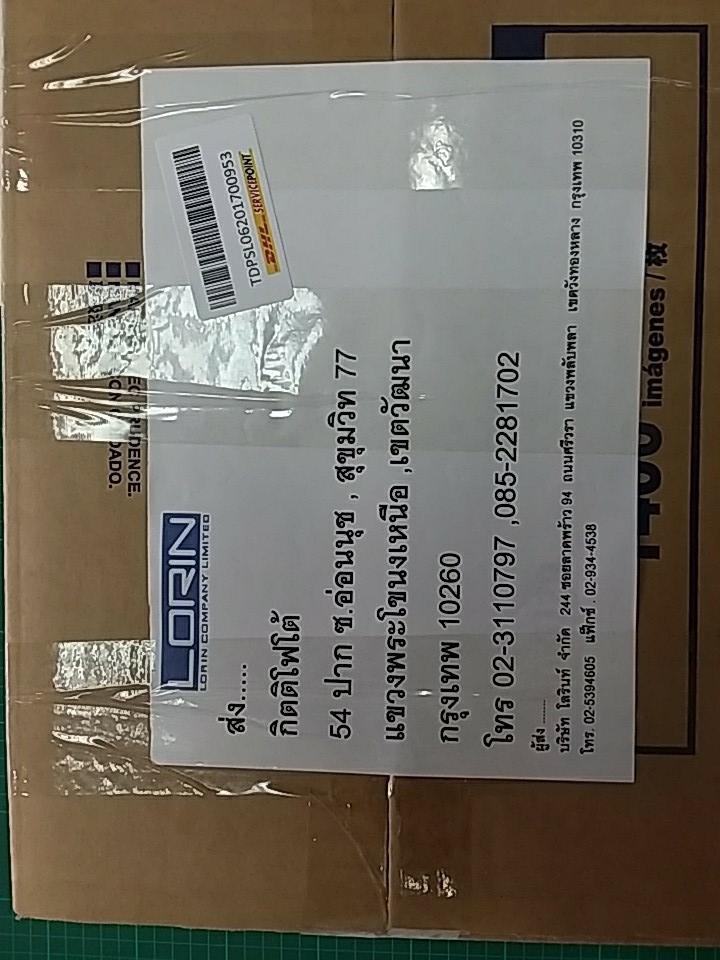 LORIN
LORIN COMPANY LIMITED
TDPSL06201700953
DHL SERVICEPOINT
ส่ง......
กิตติโฟโต้
54 ปาก ซ.อ่อนนุช , สุขุมวิท 77
แขวงพระโขนงเหนือ ,เขตวัฒนา
กรุงเทพ 10260
โทร 02-3110797 ,085-2281702
ผู้ส่ง ........
บริษัท โลรินท์ จำกัด 244 ซอยลาดพร้าว 94 ถนนศรีวรา แขวงพลับพลา เขตวังทองหลาง กรุงเทพ 10310
โทร. 02-5394605 แฟ็กซ์ . 02-934-4538
RUDENCE.
DADO.
imágenes / 枚